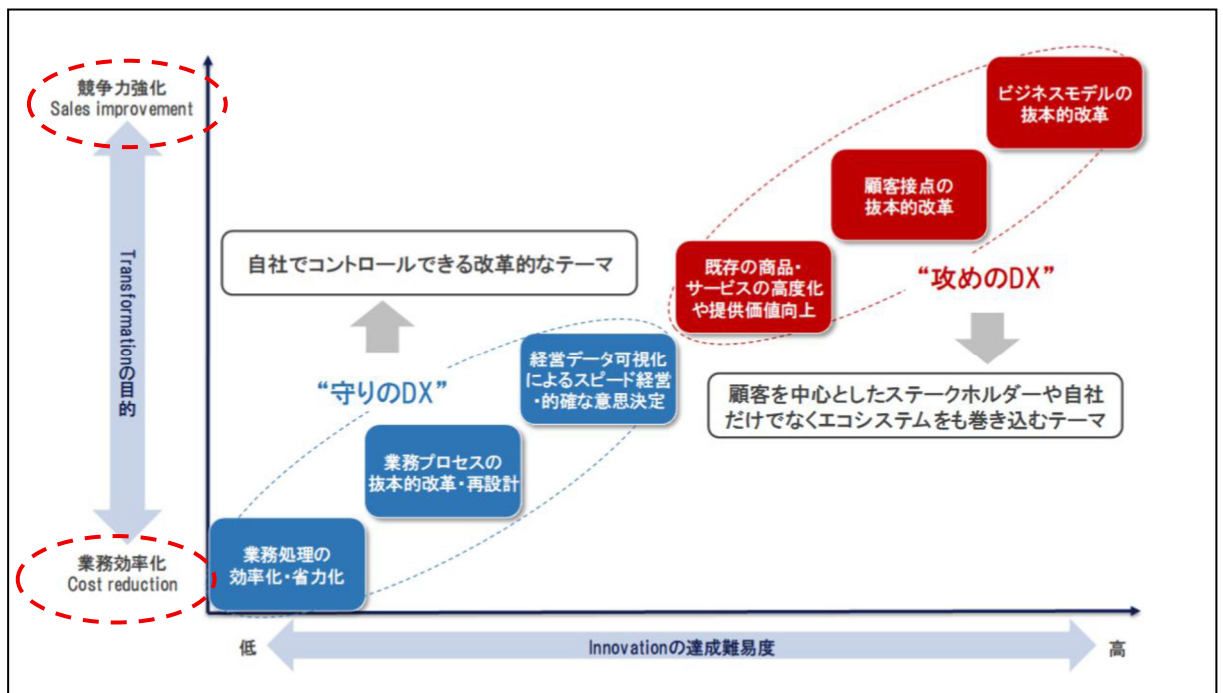 競争力強化
Sales improvement
Transformationの目的
業務効率化
Cost reduction
ビジネスモデルの
抜本的改革
顧客接点の
抜本的改革
既存の商品・
サービスの高度化
や提供価値向上
“攻めのDX”
顧客を中心としたステークホルダーや自社
だけでなくエコシステムをも巻き込むテーマ
自社でコントロールできる改革的なテーマ
“守りのDX”
経営データ可視化
によるスピード経営
・的確な意思決定
業務プロセスの
抜本的改革・再設計
業務処理の
効率化・省力化
低
Innovationの達成難易度
高